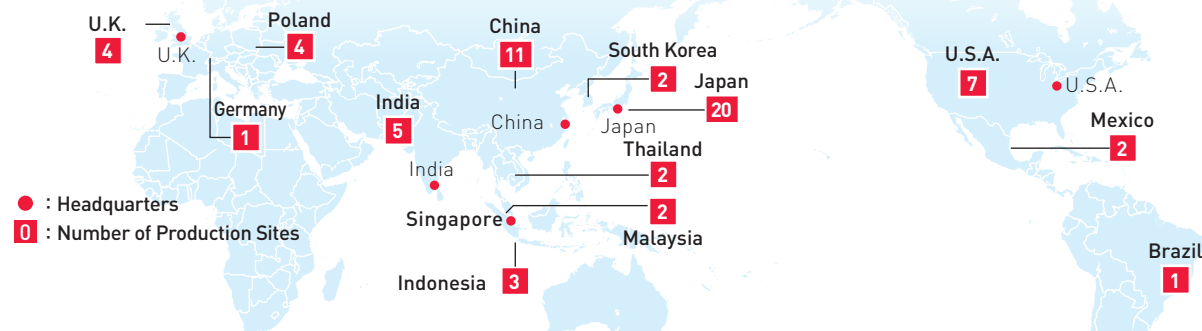 U.K.
4
U.K.
Poland
4
Germany
1
China
11
China
India
5
India
South Korea
2
Japan
20
Japan
Thailand
2
Singapore
2
Malaysia
Indonesia
3
U.S.A.
7
U.S.A.
Mexico
2
Brazil
1
: Headquarters
0 : Number of Production Sites